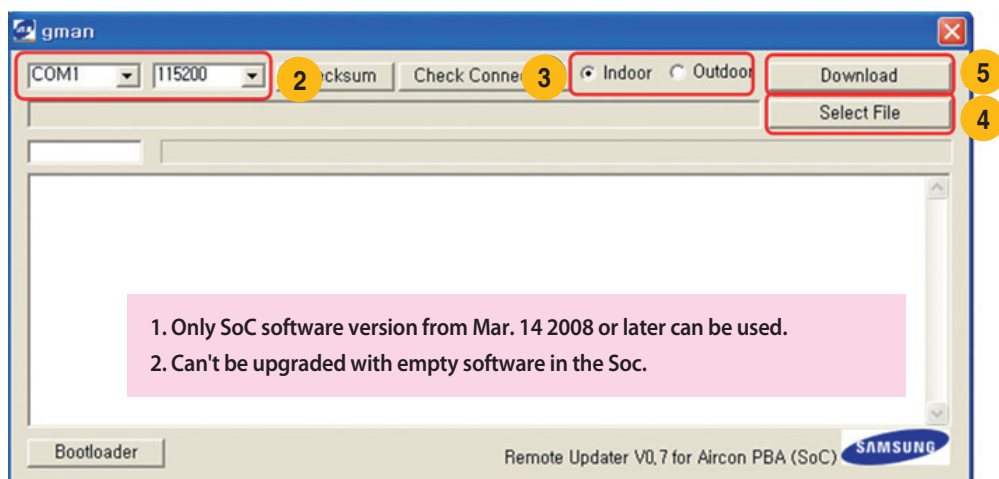 gman
COM1 115200 2 cksum Check Conne 3 Indoor Outdoor Download 5
Select File 4
1. Only SoC software version from Mar. 14 2008 or later can be used.
2. Can't be upgraded with empty software in the Soc.
Bootloader
Remote Updater V0,7 for Aircon PBA (SoC) SAMSUNG